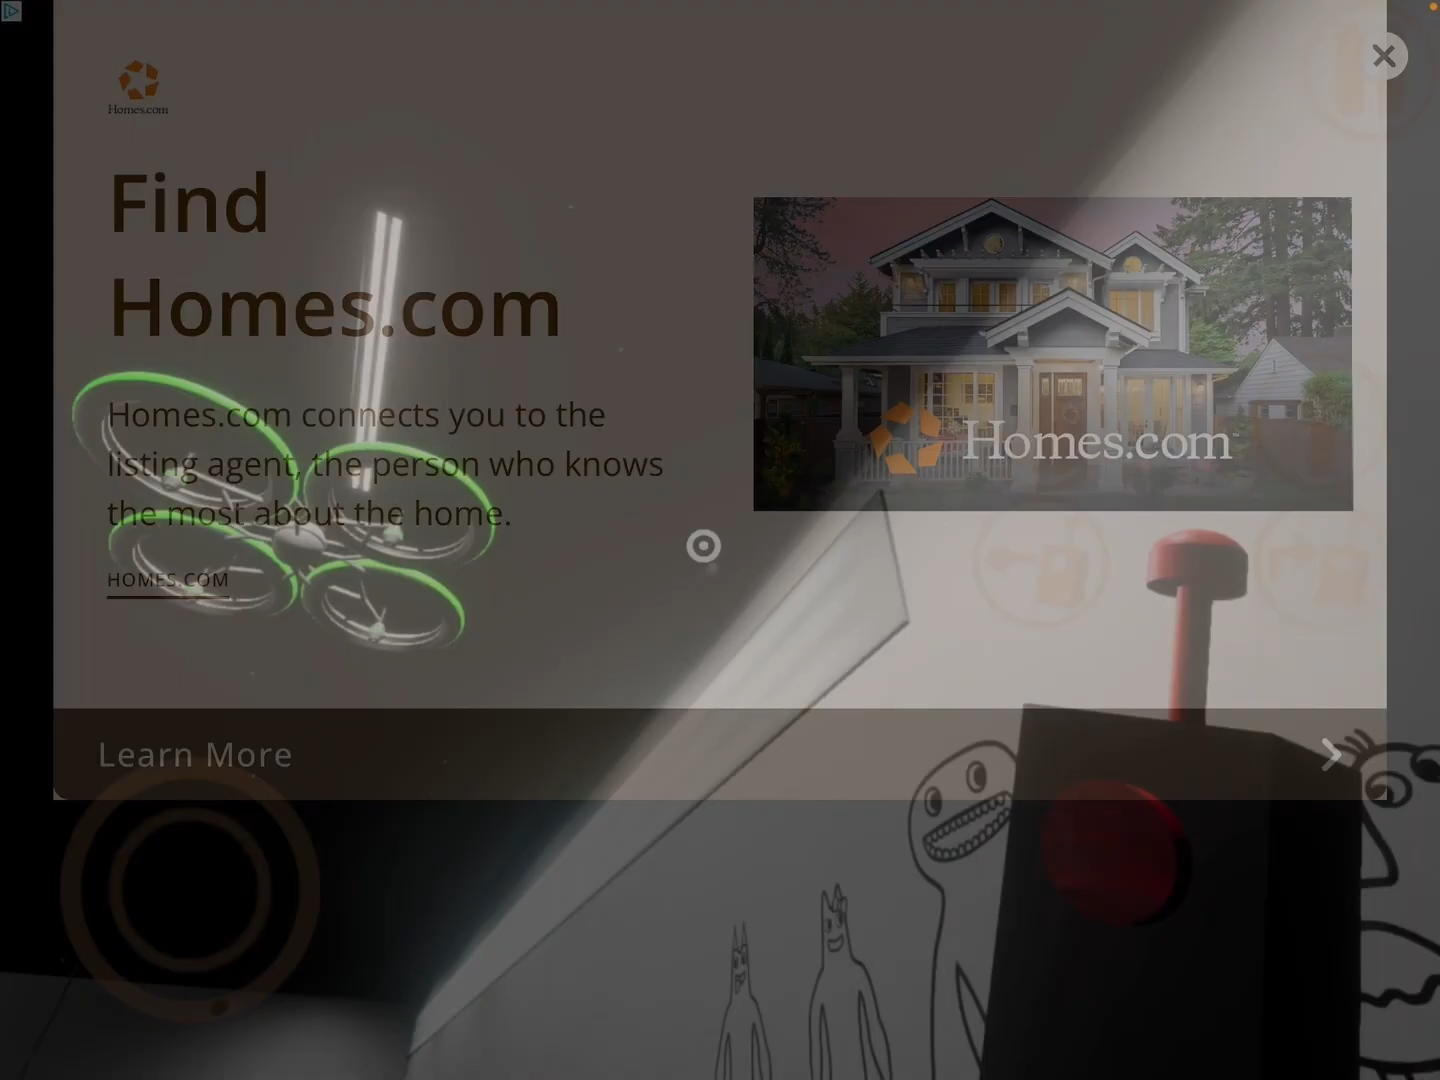 Homes.com
Find
Homes.com
Homes.com connects you to the
listing agent, the person who knows
the most about the home.
HOMES.COM
Homes.com
Learn More